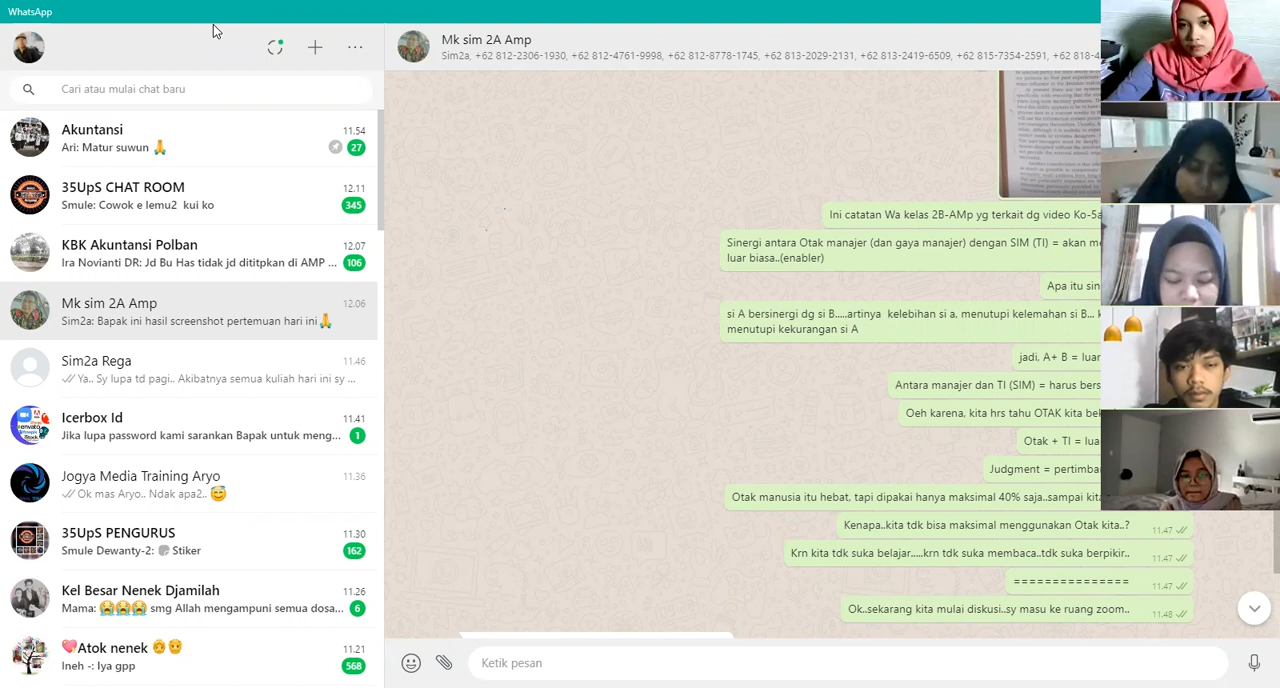 WhatsApp
Cari atau mulai chat baru
Akuntansi 11.54
Ari: Matur suwun 🙏 27
35UpS CHAT ROOM 12.11
Smule: Cowok e lemu2 kui ko 345
KBK Akuntansi Polban 12.07
Ira Novianti DR: Jd Bu Has tidak jd dititpkan di AMP ... 106
Mk sim 2A Amp 12.06
Sim2a: Bapak ini hasil screenshot pertemuan hari ini🙏
Sim2a Rega 11.46
Ya.. Sy lupa td pagi.. Akibatnya semua kuliah hari ini sy ...
Icerbox Id 11.41
Jika lupa password kami sarankan Bapak untuk meng... 1
Jogya Media Training Aryo 11.36
Ok mas Aryo.. Ndak apa2.. 😇
35UpS PENGURUS 11.30
Smule Dewanty-2: Stiker 162
Kel Besar Nenek Djamilah 11.26
Mama: 😭😭😭 smg Allah mengampuni semua dosa... 6
💖Atok nenek 👵👴 11.21
Ineh -: Iya gpp 568
Mk sim 2A Amp
Sim2a, +62 812-2306-1930, +62 812-4761-9998, +62 812-8778-1745, +62 813-2029-2131, +62 813-2419-6509, +62 815-7354-2591, +62 818-4
Ini catatan Wa kelas 2B-AMp yg terkait dg video Ko-5a
Sinergi antara Otak manajer (dan gaya manajer) dengan SIM (TI) = akan me
luar biasa..(enabler)
Apa itu sin
si A bersinergi dg si B.....artinya kelebihan si a, menutupi kelemahan si B... k
menutupi kekurangan si A
jadi, A+ B = luar
Antara manajer dan TI (SIM) = harus bers
Oeh karena, kita hrs tahu OTAK kita bek
Otak + TI = lua
Judgment = pertimba
Otak manusia itu hebat, tapi dipakai hanya maksimal 40% saja..sampai kita
Kenapa..kita tdk bisa maksimal menggunakan Otak kita..? 11.47
Krn kita tdk suka belajar.....krn tdk suka membaca..tdk suka berpikir.. 11.47
=============== 11.47
Ok..sekarang kita mulai diskusi..sy masu ke ruang zoom.. 11.48
Ketik pesan